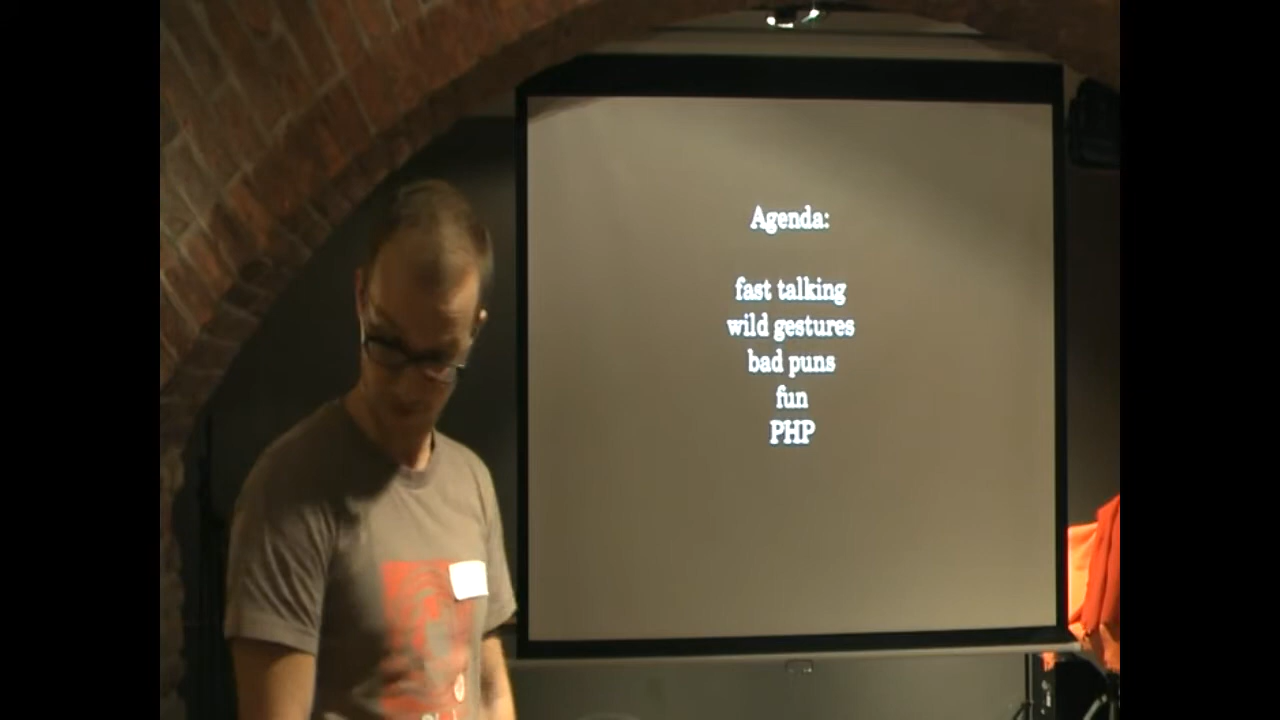 Agenda:
fast talking
wild gestures
bad puns
fun
PHP